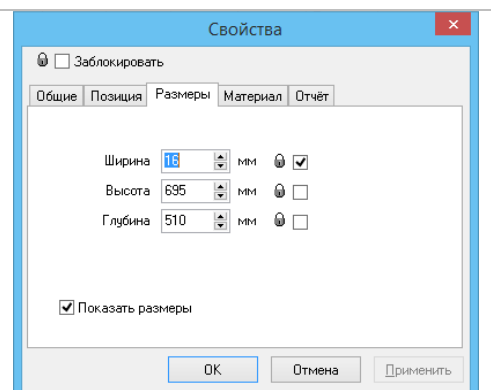 Свойства
Заблокировать
Общие Позиция Размеры Материал Отчёт
Ширина 16 мм
Высота 695 мм
Глубина 510 мм
Показать размеры
OK Отмена Применить